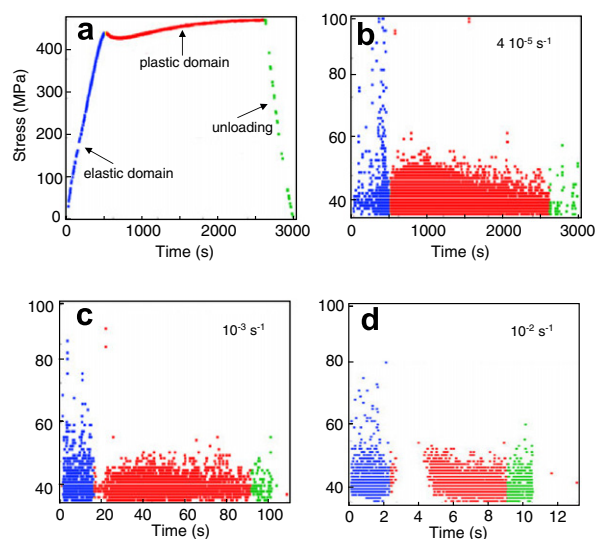 a
Stress (MPa)
400
300
200
100
0
plastic domain
unloading
elastic domain
0
1000
2000
3000
Time (s)
b
4 10-5 s-1
100
80
60
40
0
1000
2000
3000
Time (s)
c
10-3 s-1
100
80
60
40
0
20
40
60
80
100
Time (s)
d
10-2 s-1
100
80
60
40
0
2
4
6
8
10
12
Time (s)